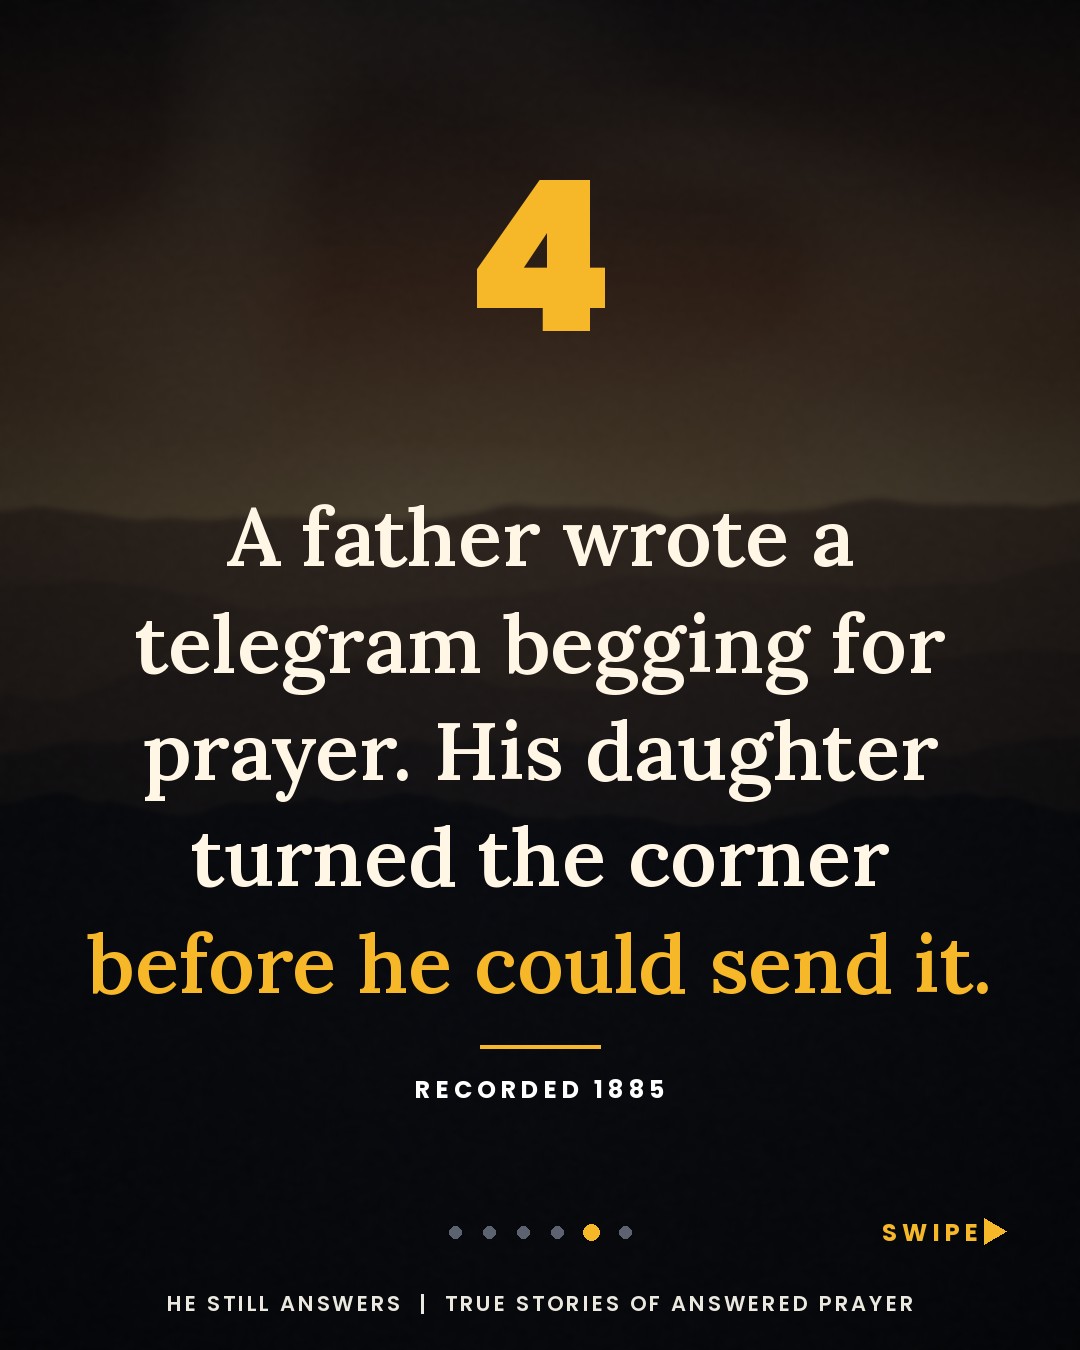 4
A father wrote a
telegram begging for
prayer. His daughter
turned the corner
before he could send it.
RECORDED 1885
SWIPE
HE STILL ANSWERS | TRUE STORIES OF ANSWERED PRAYER